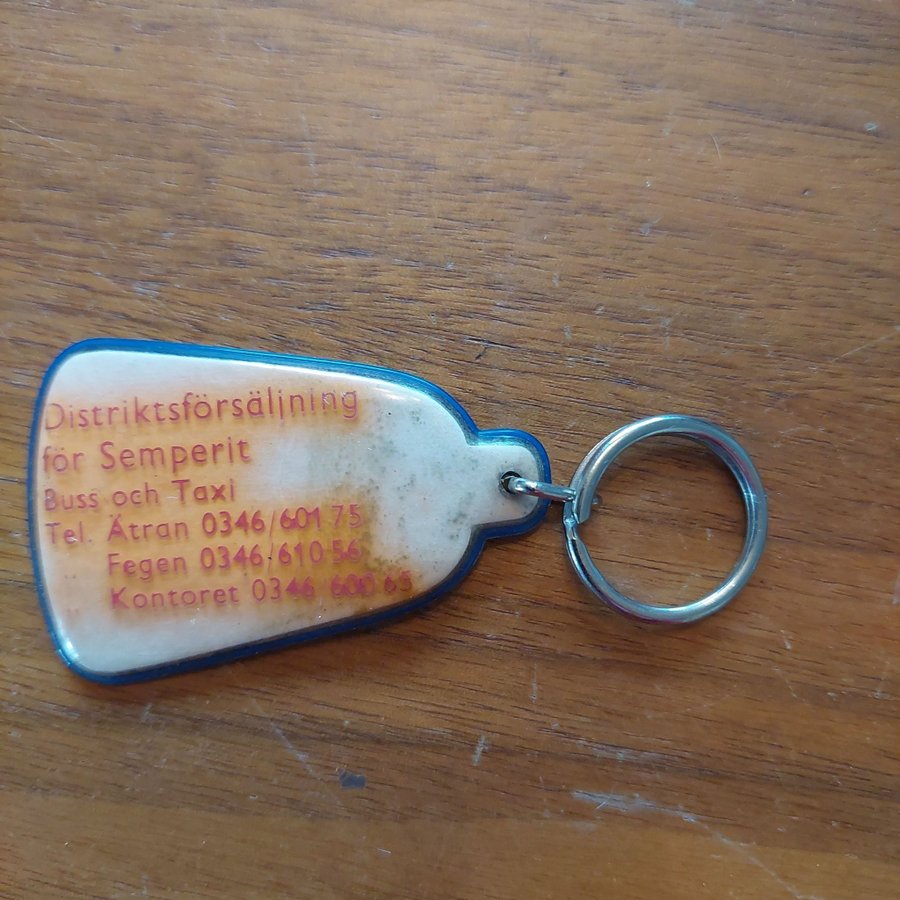 Distriktsförsäljning
för Semperit
Buss och Taxi
Tel. Ätran 0346/601 75
Fegen 0346/610 56
" Kontoret 0346 600 65